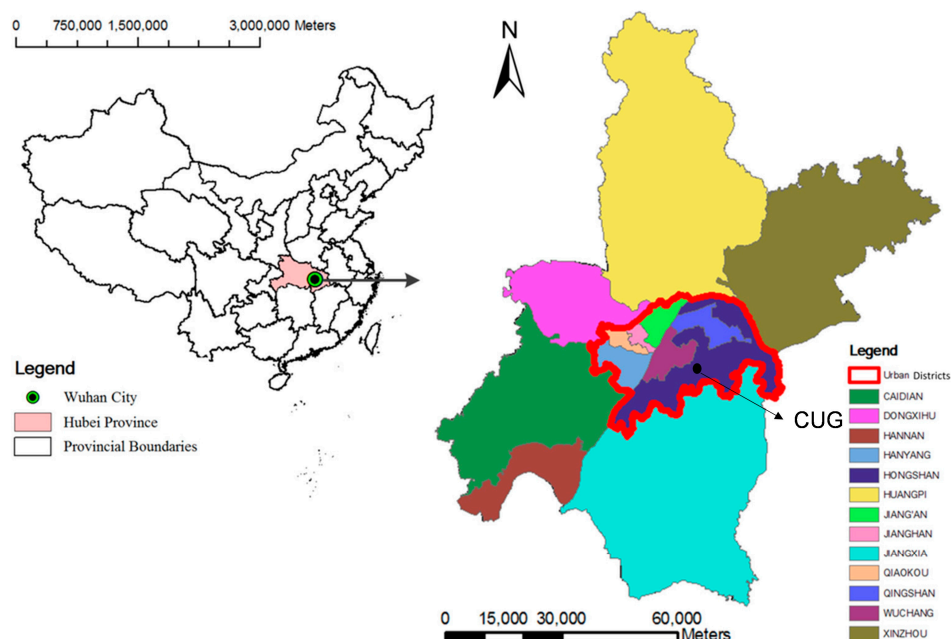 0 750,000 1,500,000 3,000,000 Meters
N
Legend
Wuhan City
Hubei Province
Provincial Boundaries
CUG
Legend
Urban Districts
CAIDIAN
DONGXIHU
HANNAN
HANYANG
HONGSHAN
HUANGPI
JIANG'AN
JIANGHAN
JIANGXIA
QIAOKOU
QINGSHAN
WUCHANG
XINZHOU
0 15,000 30,000 60,000
Meters